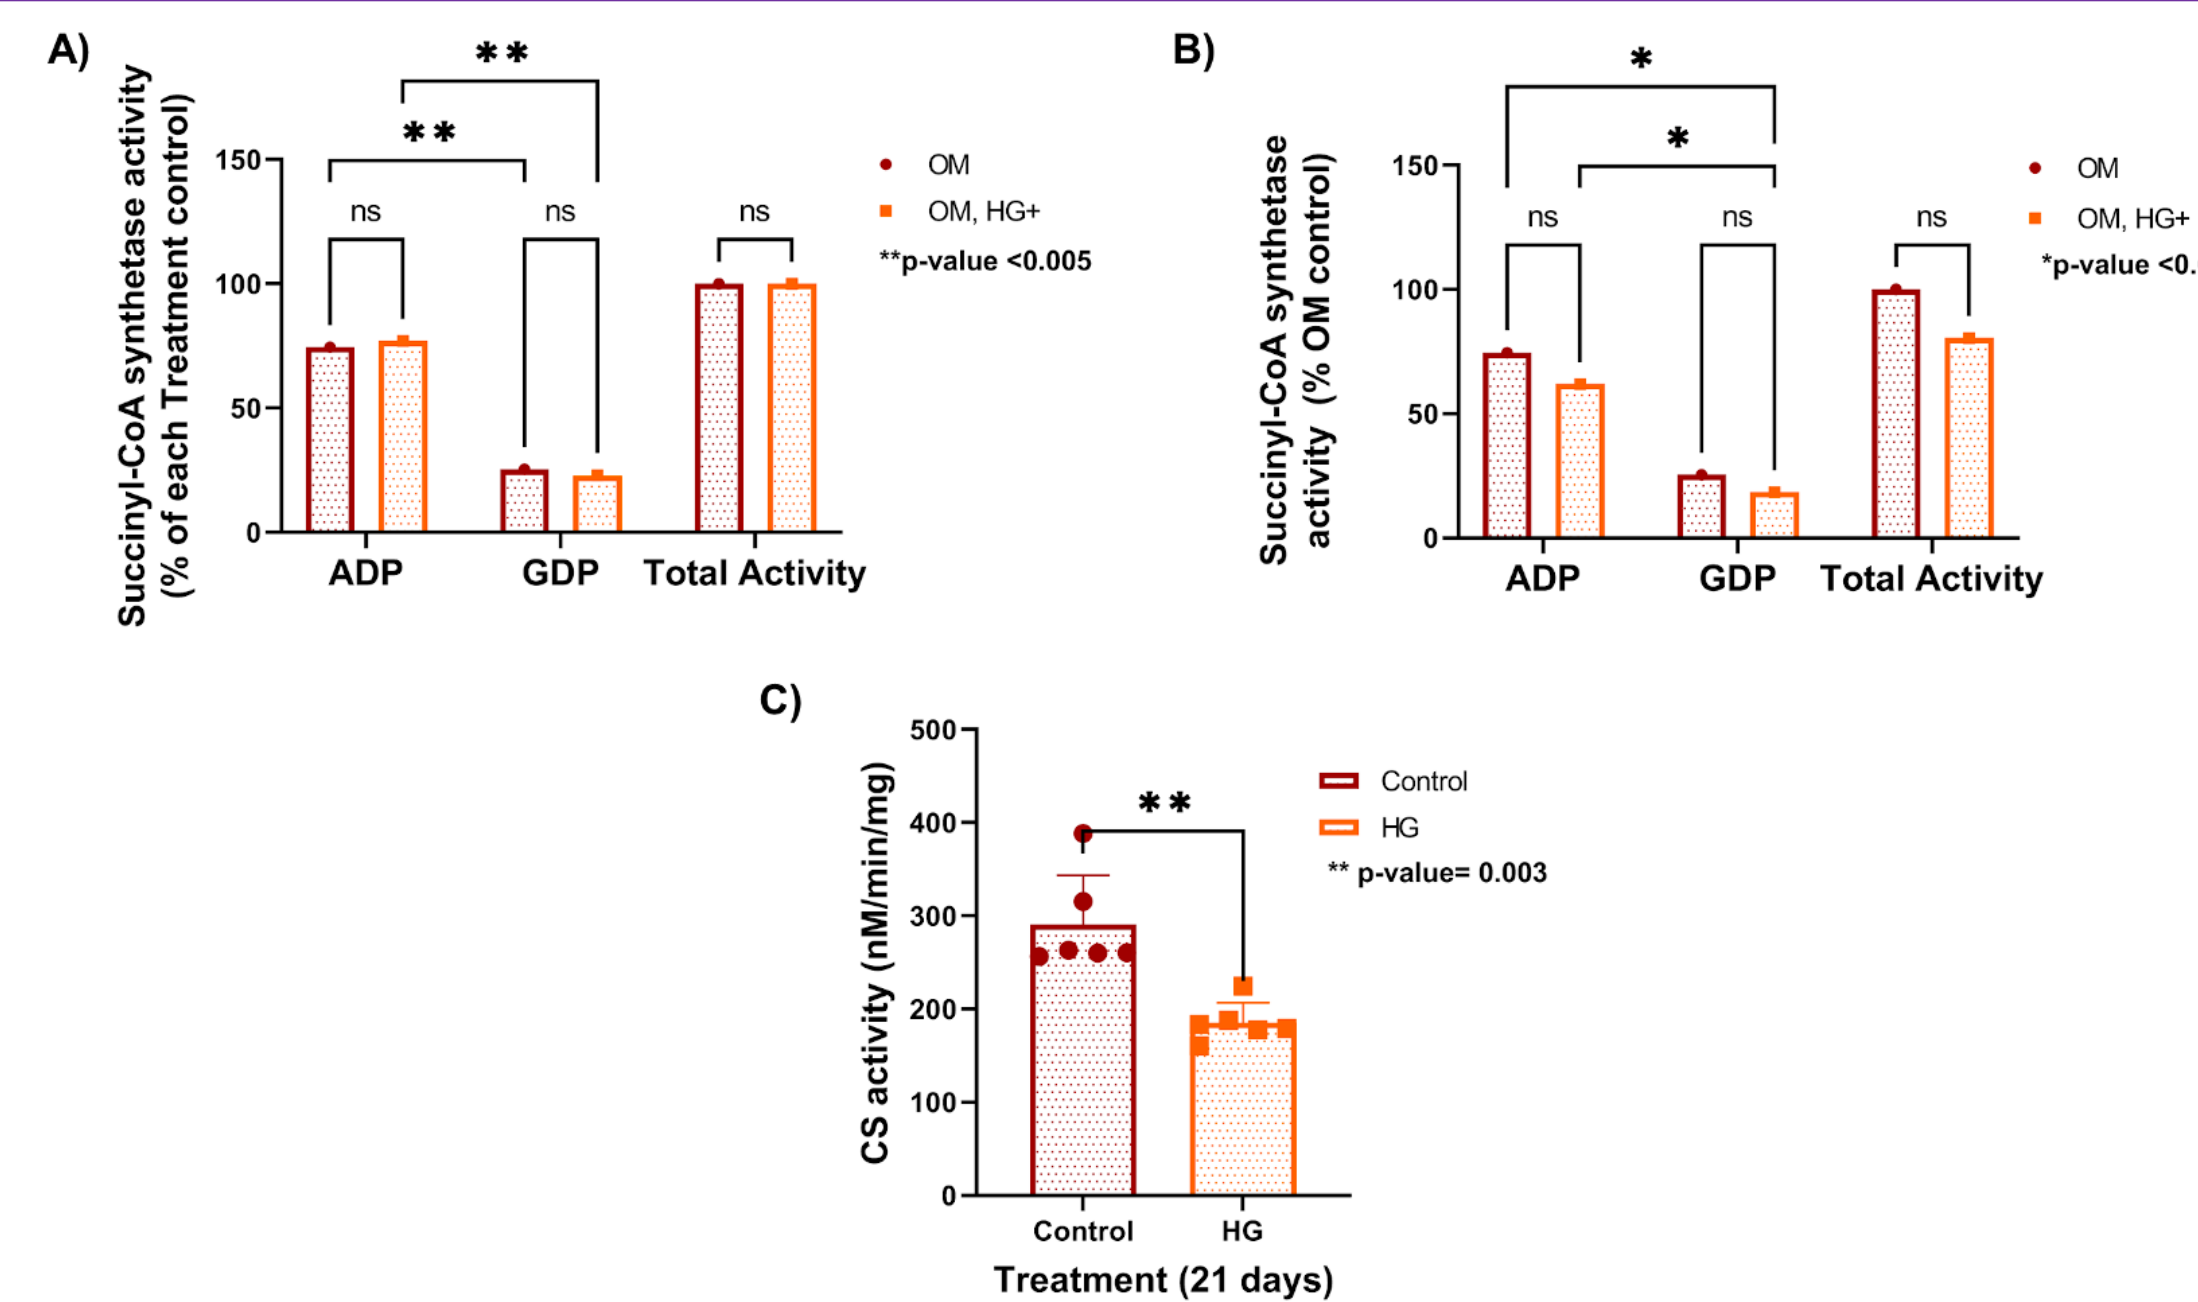 A)
Succinyl-CoA synthetase activity
(% of each Treatment control)
**
**
ns
ns
ns
150
100
50
0
ADP
GDP
Total Activity
OM
OM, HG+
**p-value <0.005
B)
Succinyl-CoA synthetase
activity (% OM control)
*
*
ns
ns
ns
150
100
50
0
ADP
GDP
Total Activity
OM
OM, HG+
*p-value <0.
C)
CS activity (nM/min/mg)
500
400
300
200
100
0
**
Control
HG
** p-value= 0.003
Control
HG
Treatment (21 days)